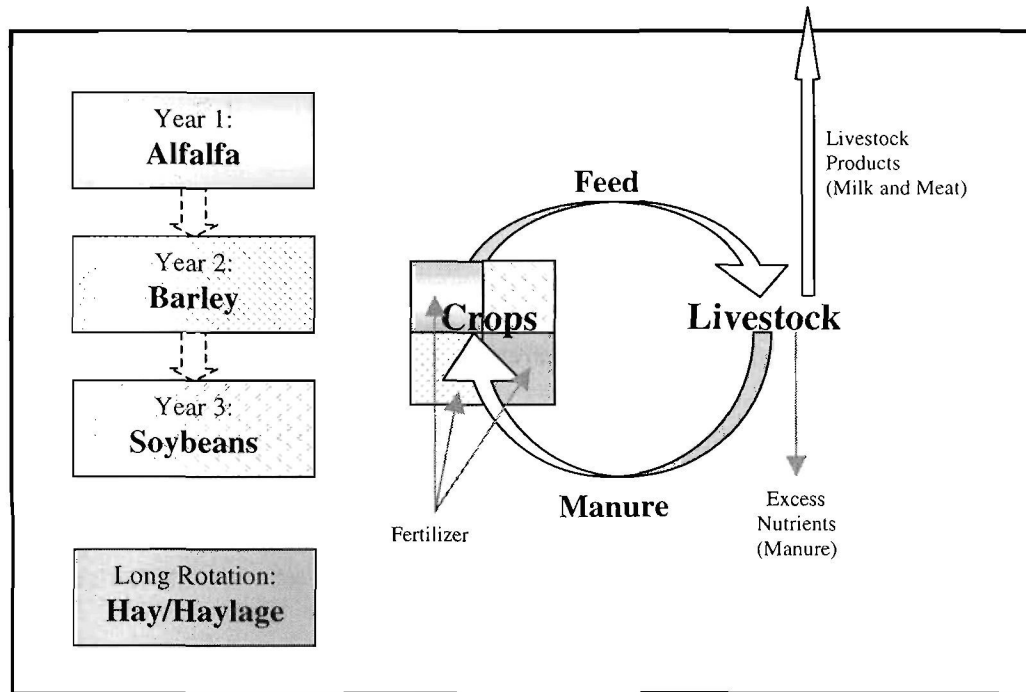 Year 1:
Alfalfa
Year 2:
Barley
Year 3:
Soybeans
Long Rotation:
Hay/Haylage
Feed
Crops
Livestock
Manure
Fertilizer
Livestock
Products
(Milk and Meat)
Excess
Nutrients
(Manure)